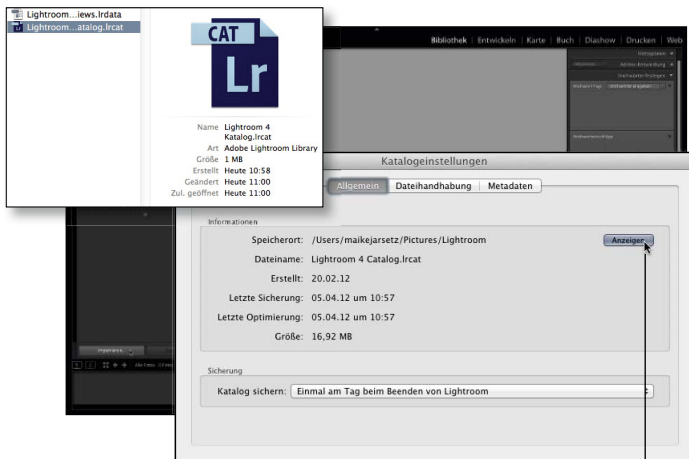 Lightroom…iews.lrdata
Lightroom…atalog.lrcat
CAT
Lr
Name Lightroom 4
Katalog.lrcat
Art Adobe Lightroom Library
Größe 1 MB
Erstellt Heute 10:58
Geändert Heute 11:00
Zul. geöffnet Heute 11:00
Bibliothek | Entwickeln | Karte | Buch | Diashow | Drucken | Web
Katalogeinstellungen
Allgemein Dateihandhabung Metadaten
Informationen
Speicherort: /Users/maikejarsetz/Pictures/Lightroom
Anzeigen
Dateiname: Lightroom 4 Catalog.lrcat
Erstellt: 20.02.12
Letzte Sicherung: 05.04.12 um 10:57
Letzte Optimierung: 05.04.12 um 10:57
Größe: 16,92 MB
Sicherung
Katalog sichern: Einmal am Tag beim Beenden von Lightroom